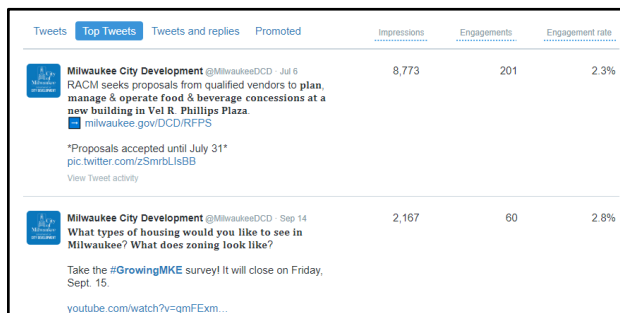 Tweets Top Tweets Tweets and replies Promoted Impressions Engagements Engagement rate
Milwaukee City Development @MilwaukeeDCD · Jul 6 8,773 201 2.3%
RACM seeks proposals from qualified vendors to plan,
manage & operate food & beverage concessions at a
new building in Vel R. Phillips Plaza.
➡ milwaukee.gov/DCD/RFPS
*Proposals accepted until July 31*
pic.twitter.com/zSmrbLIsBB
View Tweet activity
Milwaukee City Development @MilwaukeeDCD · Sep 14 2,167 60 2.8%
What types of housing would you like to see in
Milwaukee? What does zoning look like?
Take the #GrowingMKE survey! It will close on Friday,
Sept. 15.
youtube.com/watch?v=qmFExm…